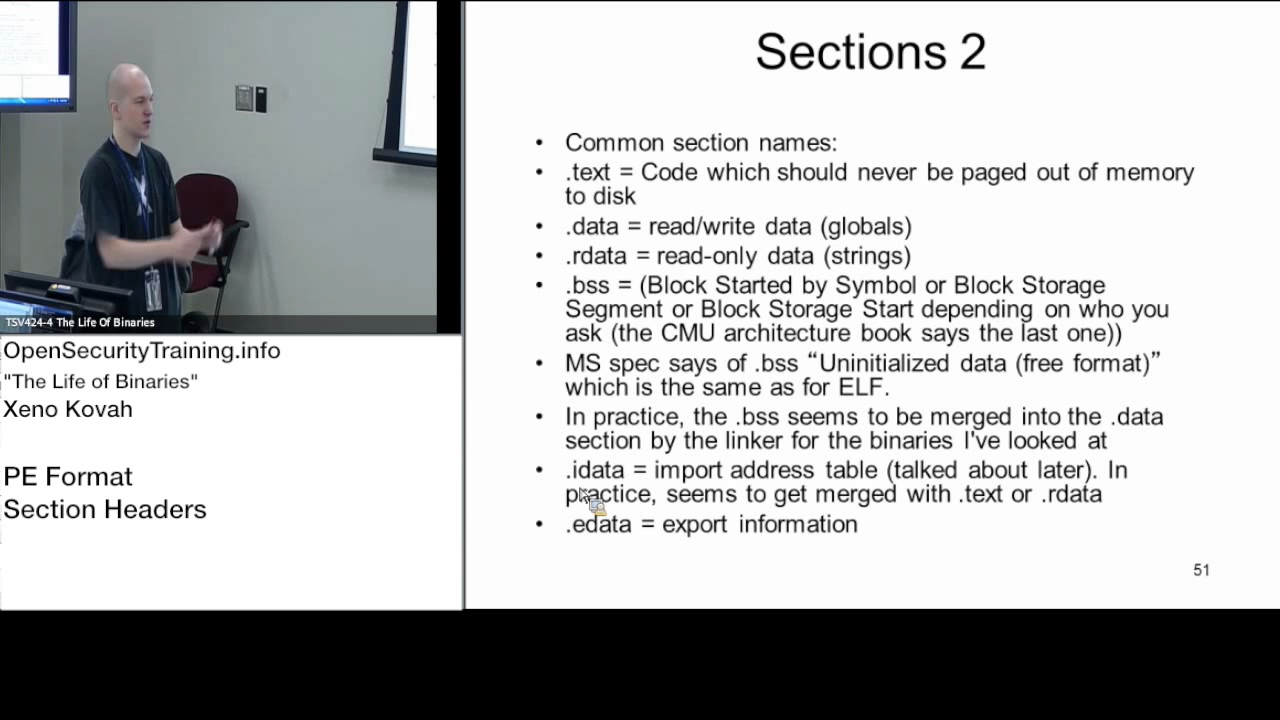 TSV424-4 The Life Of Binaries
OpenSecurityTraining.info
"The Life of Binaries"
Xeno Kovah
PE Format
Section Headers
Sections 2
• Common section names:
• .text = Code which should never be paged out of memory
to disk
• .data = read/write data (globals)
• .rdata = read-only data (strings)
• .bss = (Block Started by Symbol or Block Storage
Segment or Block Storage Start depending on who you
ask (the CMU architecture book says the last one))
• MS spec says of .bss “Uninitialized data (free format)”
which is the same as for ELF.
• In practice, the .bss seems to be merged into the .data
section by the linker for the binaries I've looked at
• .idata = import address table (talked about later). In
practice, seems to get merged with .text or .rdata
• .edata = export information
51